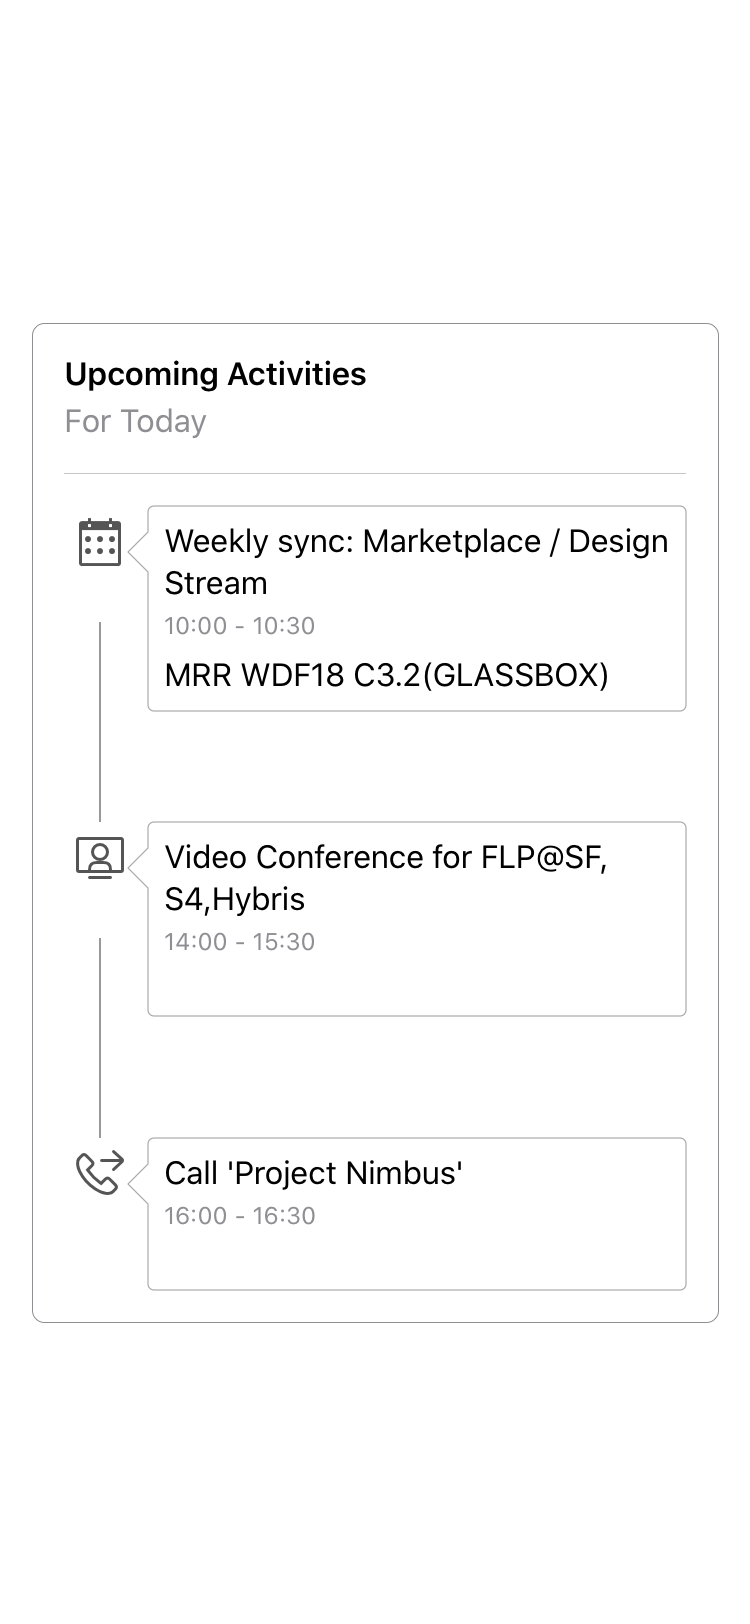 Upcoming Activities
For Today
Weekly sync: Marketplace / Design
Stream
10:00 - 10:30
MRR WDF18 C3.2(GLASSBOX)
Video Conference for FLP@SF,
S4,Hybris
14:00 - 15:30
Call 'Project Nimbus'
16:00 - 16:30